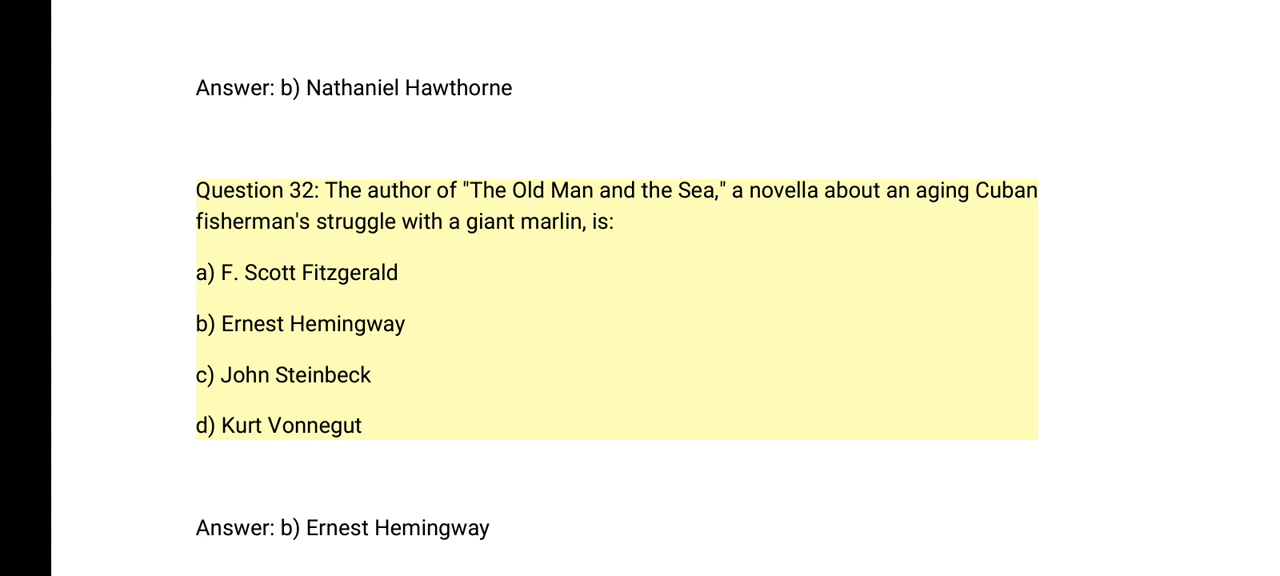 Answer: b) Nathaniel Hawthorne
Question 32: The author of "The Old Man and the Sea," a novella about an aging Cuban
fisherman's struggle with a giant marlin, is:
a) F. Scott Fitzgerald
b) Ernest Hemingway
c) John Steinbeck
d) Kurt Vonnegut
Answer: b) Ernest Hemingway